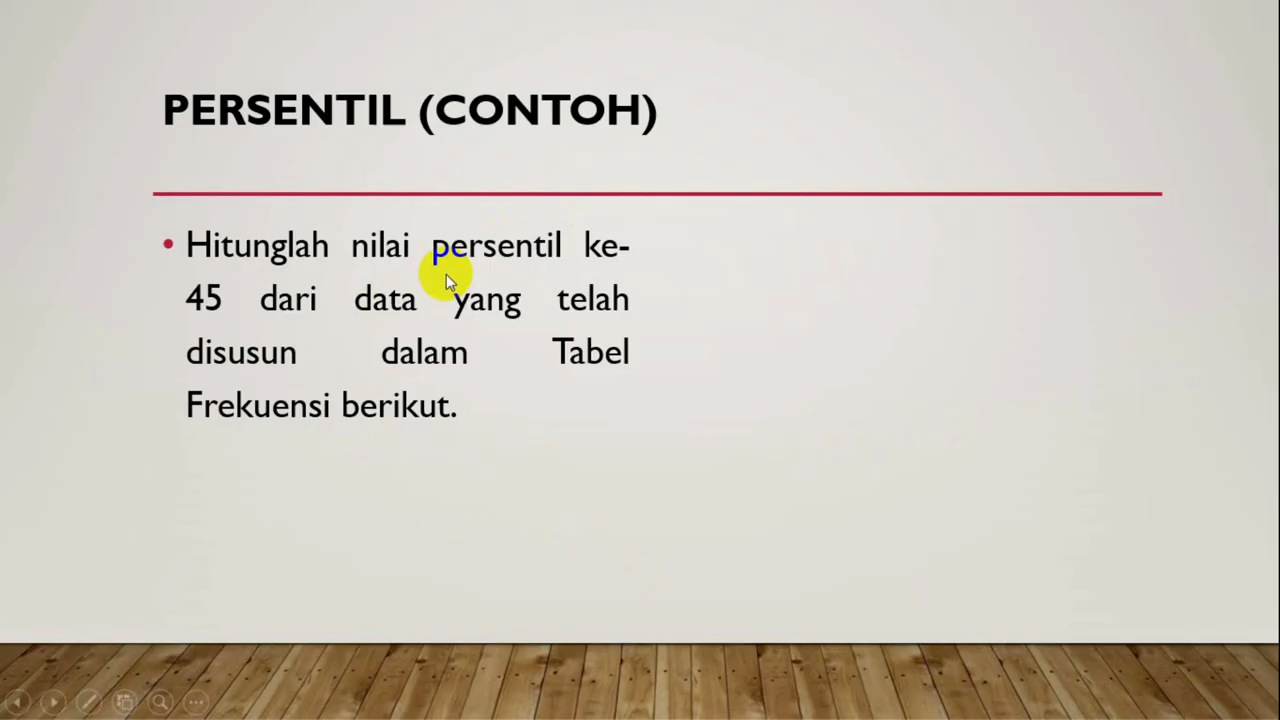 PERSENTIL (CONTOH)
• Hitunglah nilai persentil ke-
45 dari data yang telah
disusun dalam Tabel
Frekuensi berikut.